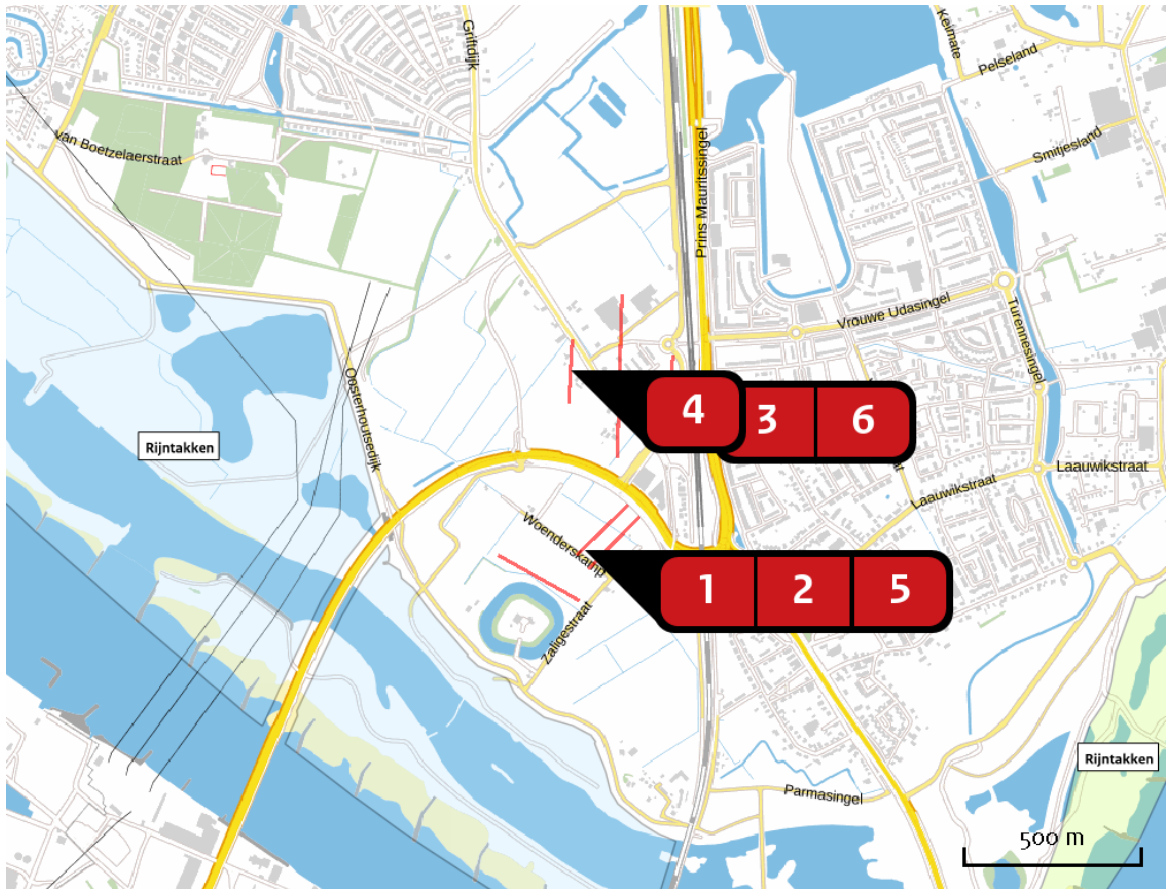 Griftdijk
Kelmate
Pelseland
Van Boetzelaerstraat
Prins Mauritssingel
Smitjesland
Vrouwe Udasingel
Turennesingel
Oosterhoutsedijk
Rijntakken
4
3
6
Laauwikstraat
Laauwikstraat
Woenderskamp
1
2
5
Zaligestraat
Rijntakken
Parmasingel
500 m